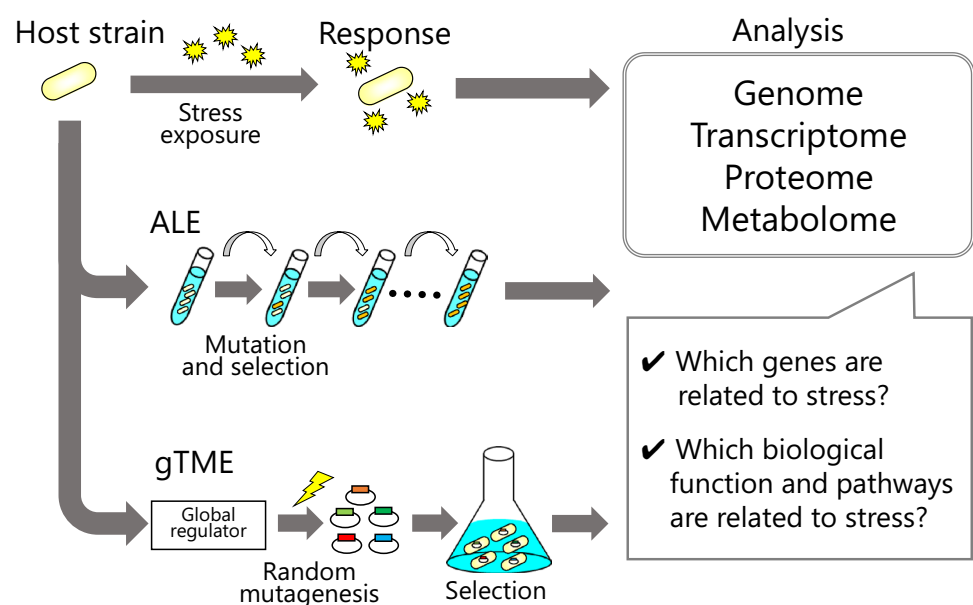 Host strain
Response
Stress
exposure
Analysis
Genome
Transcriptome
Proteome
Metabolome
ALE
Mutation
and selection
✔ Which genes are
related to stress?
✔ Which biological
function and pathways
are related to stress?
gTME
Global
regulator
Random
mutagenesis
Selection